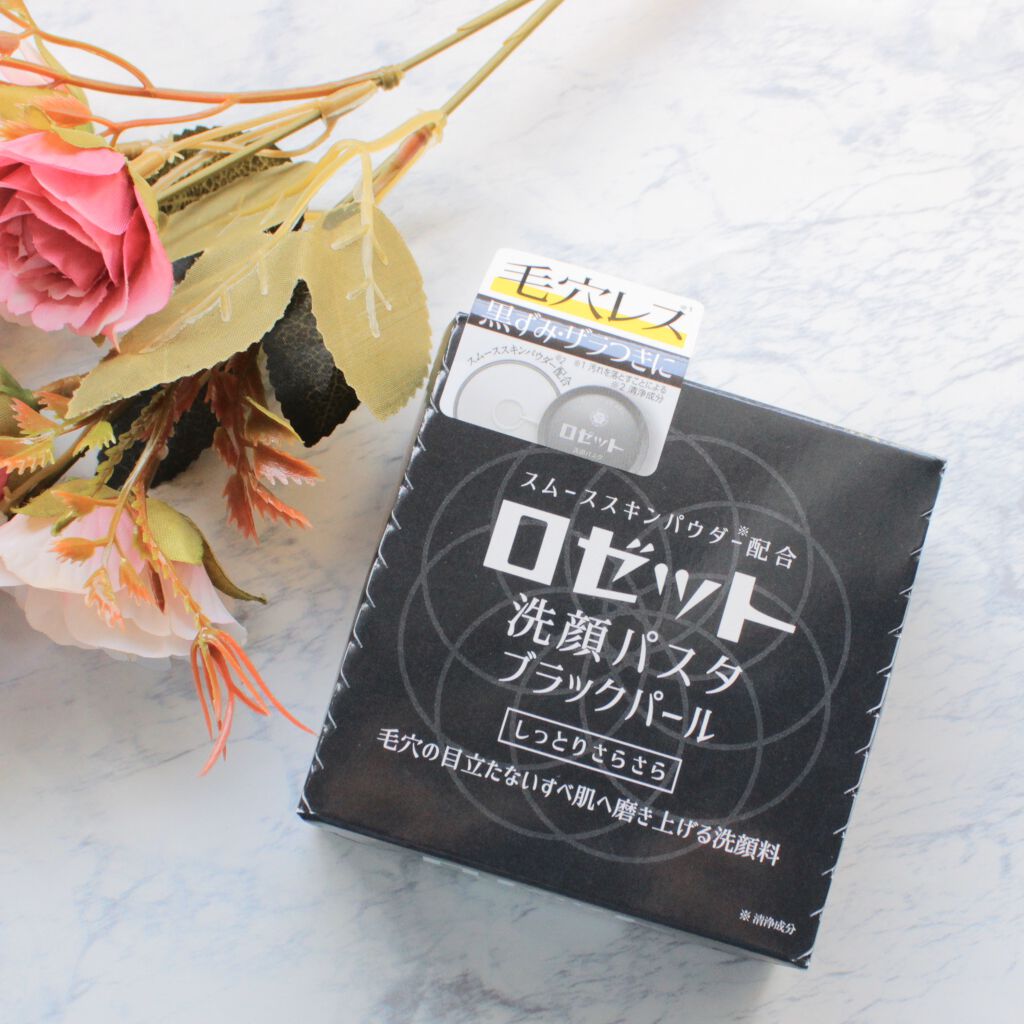 毛穴レス
黒ずみ・ザラつきに
スムーススキンパウダー※2配合
※1 汚れを落とすことによる
※2 清浄成分
ロゼット
洗顔パスタ
スムーススキンパウダー※配合
ロゼット
洗顔パスタ
ブラックパール
しっとりさらさら
毛穴の目立たないすべ肌へ磨き上げる洗顔料
※ 清浄成分